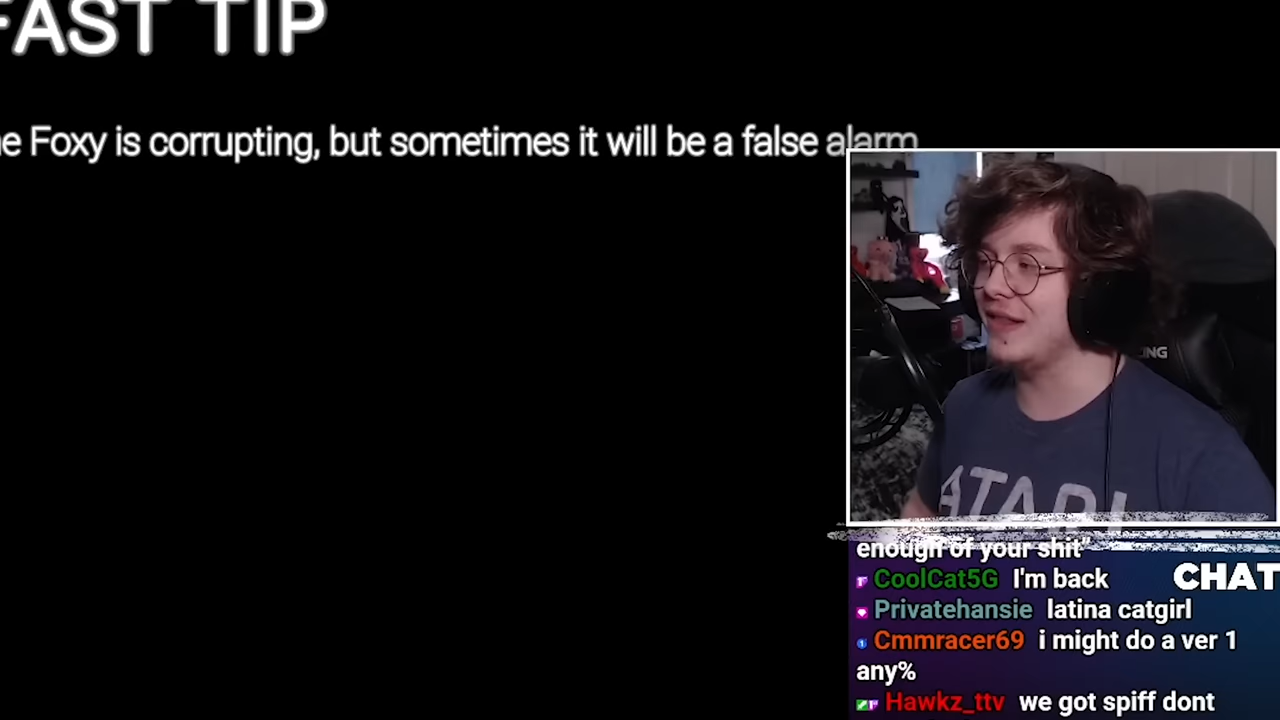 FAST TIP
e Foxy is corrupting, but sometimes it will be a false alarm
ATARI
enough of your shit"
CoolCat5G I'm back
CHAT
Privatehansie latina catgirl
Cmmracer69 i might do a ver 1
any%
Hawkz_ttv we got spiff dont